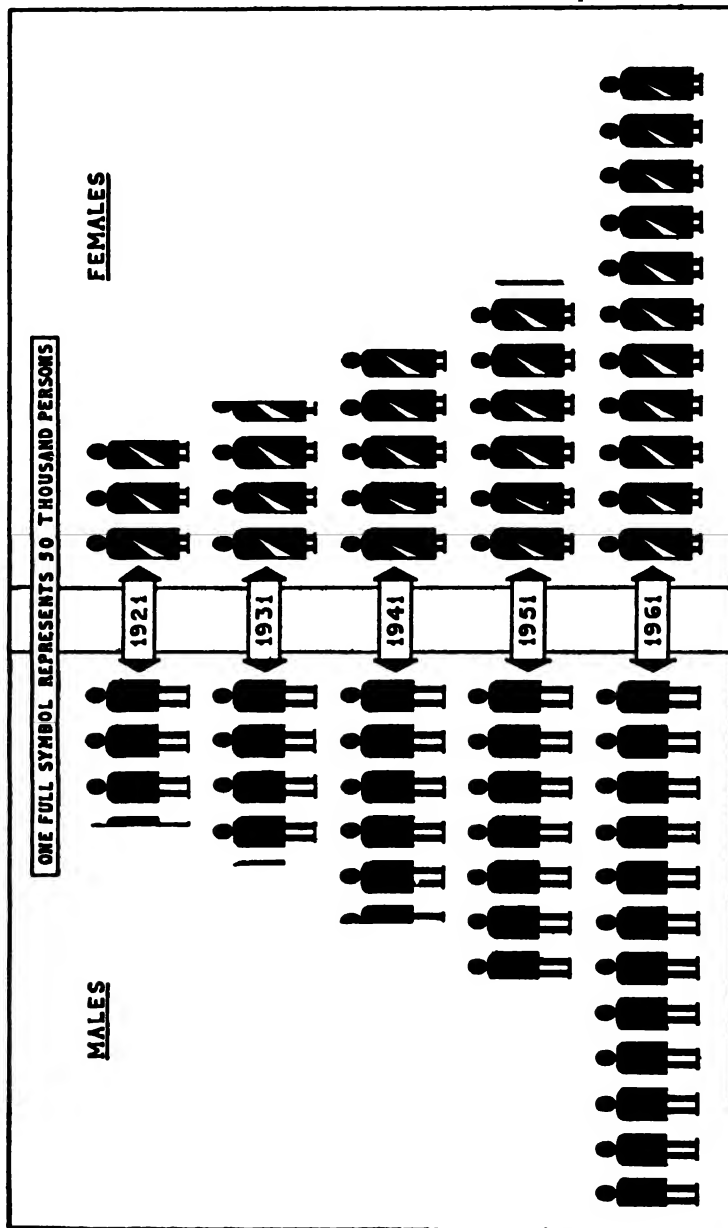 ONE FULL SYMBOL REPRESENTS 50 THOUSAND PERSONS
MALES
FEMALES
1921
1931
1941
1951
1961